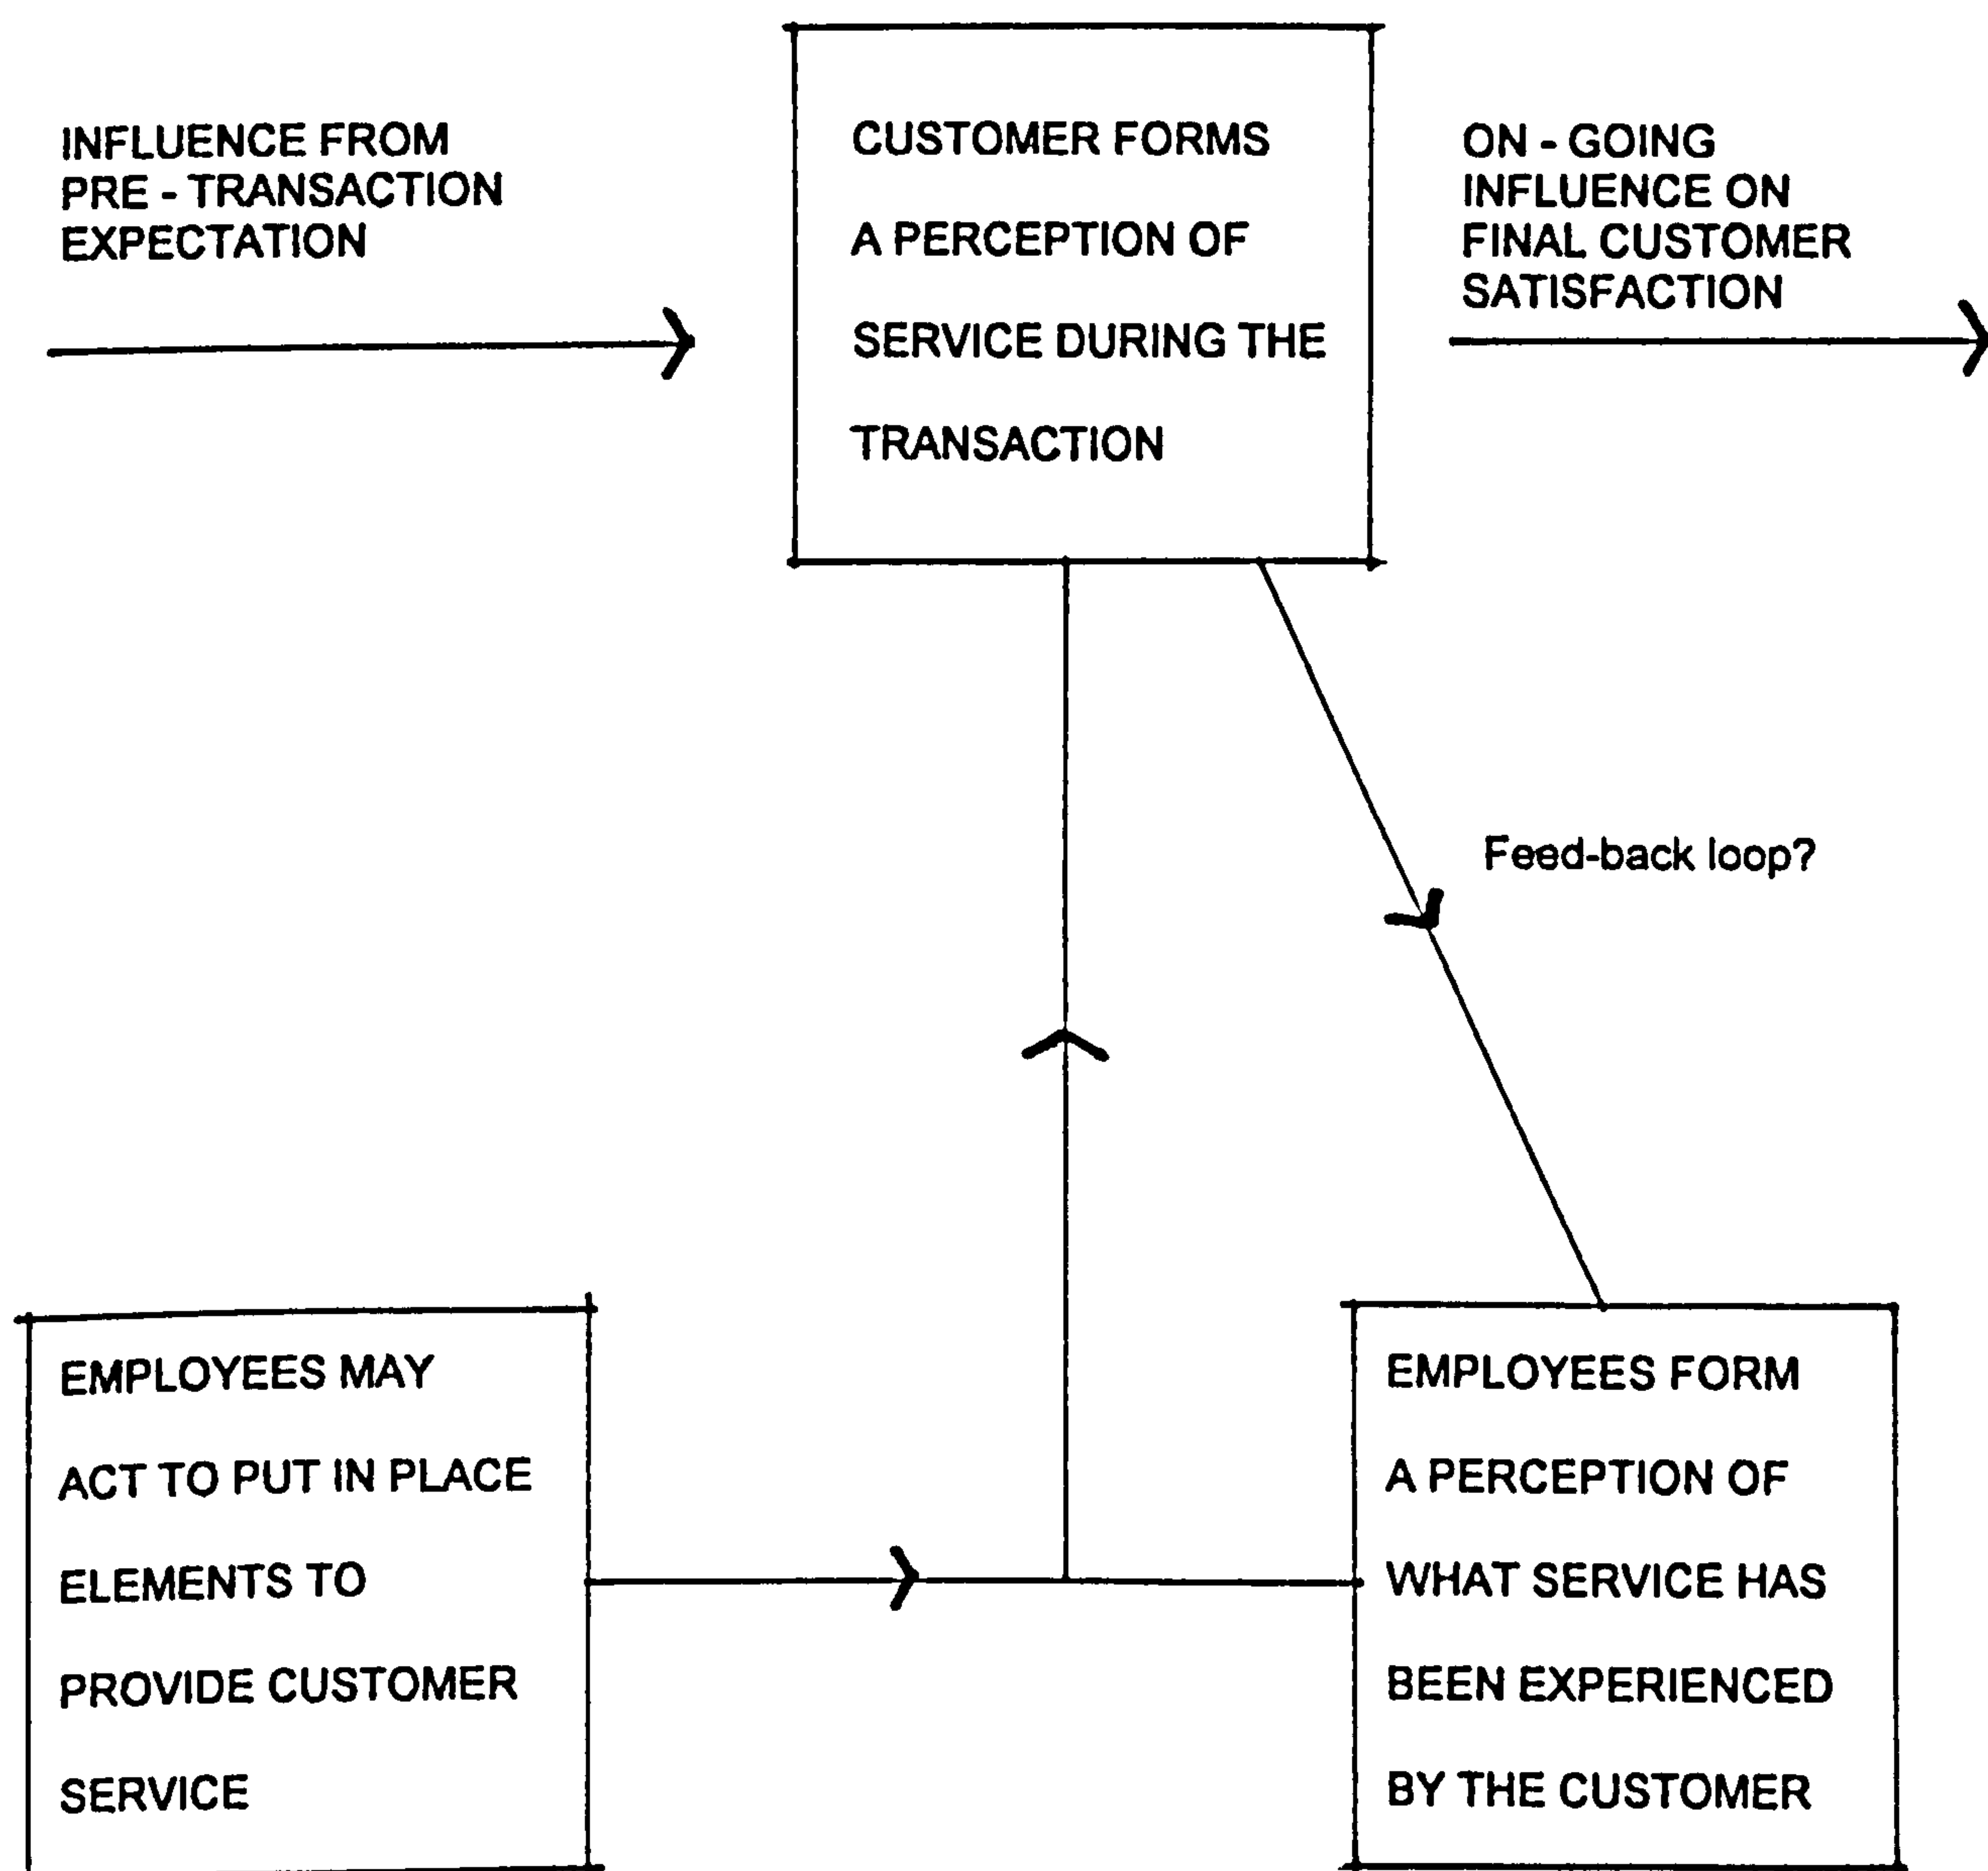 INFLUENCE FROM
PRE - TRANSACTION
EXPECTATION
CUSTOMER FORMS
A PERCEPTION OF
SERVICE DURING THE
TRANSACTION
ON - GOING
INFLUENCE ON
FINAL CUSTOMER
SATISFACTION
Feed-back loop?
EMPLOYEES MAY
ACT TO PUT IN PLACE
ELEMENTS TO
PROVIDE CUSTOMER
SERVICE
EMPLOYEES FORM
A PERCEPTION OF
WHAT SERVICE HAS
BEEN EXPERIENCED
BY THE CUSTOMER